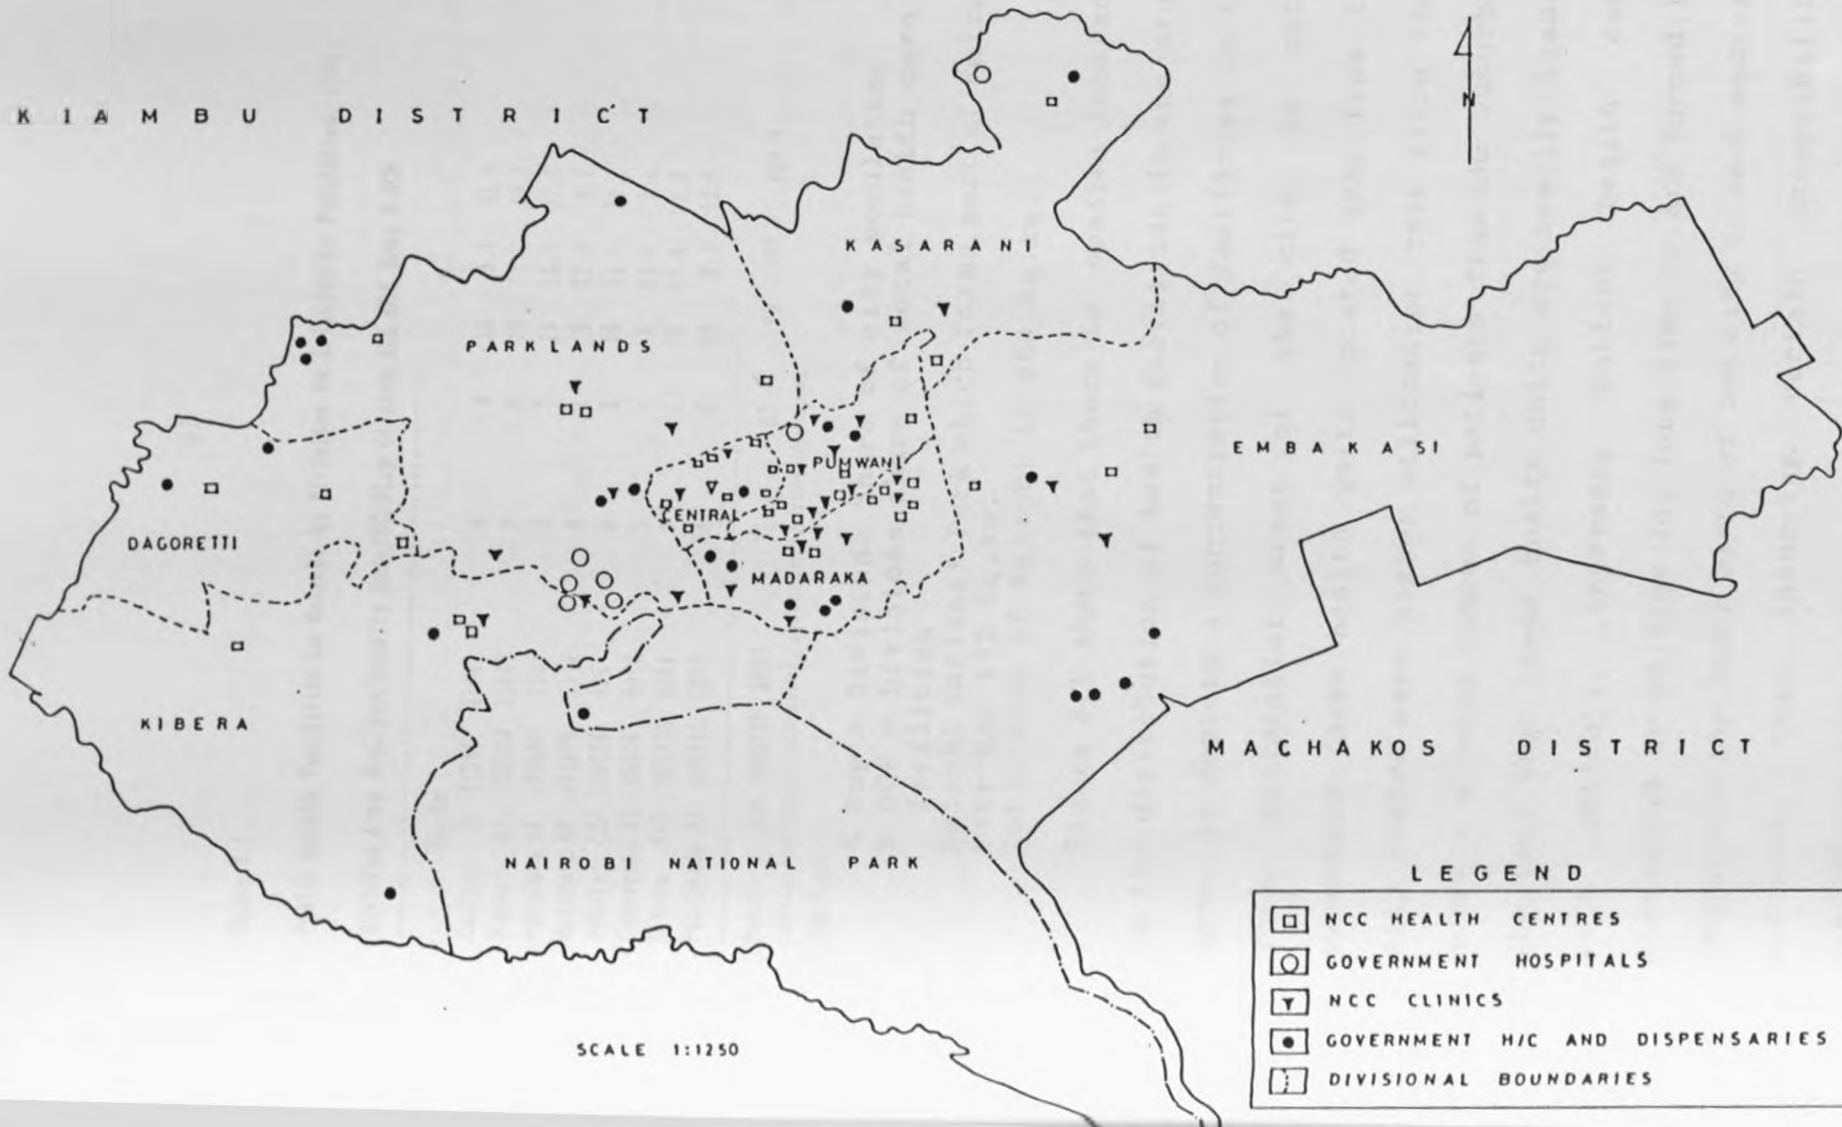 KIAMBU DISTRICT
N
KASARANI
PARKLANDS
EMBAKASI
PUMWANI
CENTRAL
DAGORETTI
MADARAKA
KIBERA
MACHAKOS DISTRICT
NAIROBI NATIONAL PARK
LEGEND
NCC HEALTH CENTRES
GOVERNMENT HOSPITALS
NCC CLINICS
GOVERNMENT H/C AND DISPENSARIES
DIVISIONAL BOUNDARIES
SCALE 1:1250